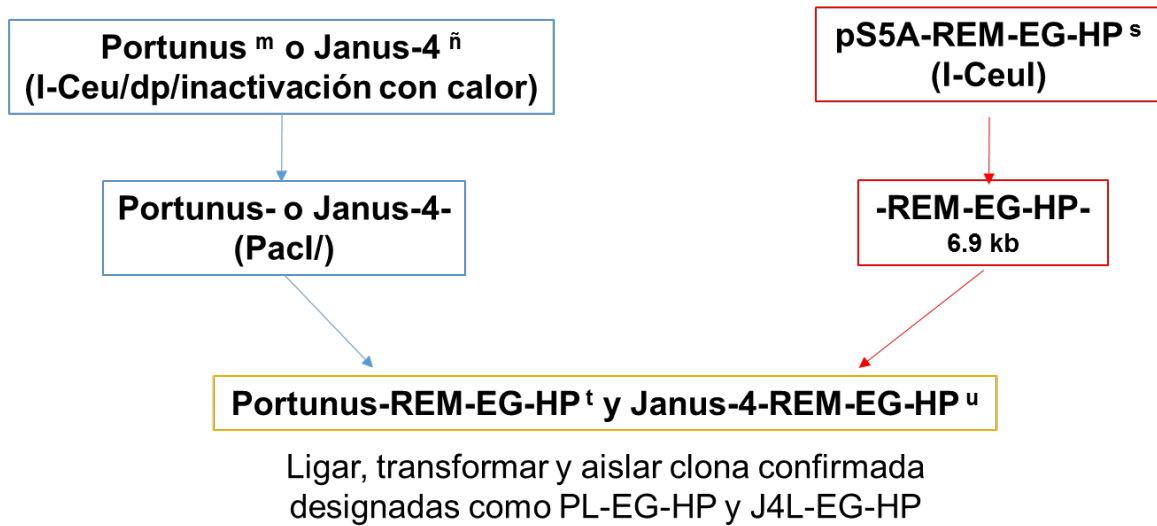 Portunus ᵐ o Janus-4 ñ
(I-Ceu/dp/inactivación con calor)
pS5A-REM-EG-HP ˢ
(I-CeuI)
Portunus- o Janus-4-
(PacI/)
-REM-EG-HP-
6.9 kb
Portunus-REM-EG-HP ᵗ y Janus-4-REM-EG-HP ᵘ
Ligar, transformar y aislar clona confirmada
designadas como PL-EG-HP y J4L-EG-HP